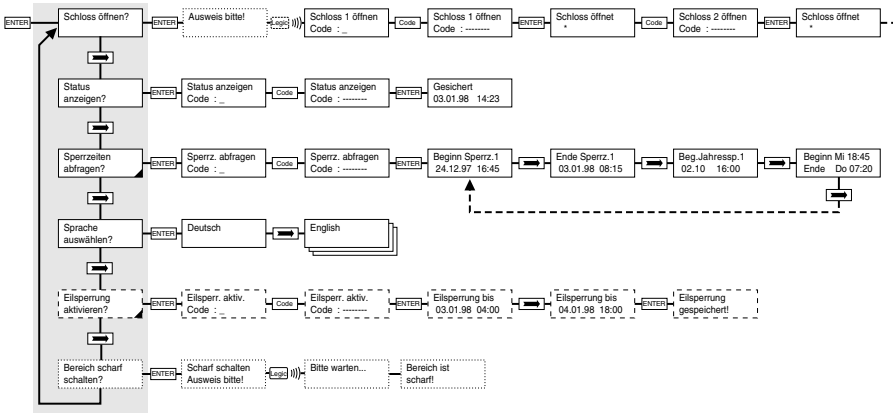 ENTER
Schloss öffnen?
ENTER
Ausweis bitte!
Legic
Schloss 1 öffnen
Code : _
Code
Schloss 1 öffnen
Code : --------
ENTER
Schloss öffnet
*
Code
Schloss 2 öffnen
Code : --------
ENTER
Schloss öffnet
*
Status
anzeigen?
ENTER
Status anzeigen
Code : _
Code
Status anzeigen
Code : --------
ENTER
Gesichert
03.01.98 14:23
Sperrzeiten
abfragen?
ENTER
Sperrz. abfragen
Code : _
Code
Sperrz. abfragen
Code : --------
ENTER
Beginn Sperrz.1
24.12.97 16:45
Ende Sperrz.1
03.01.98 08:15
Beg.Jahressp.1
02.10 16:00
Beginn Mi 18:45
Ende Do 07:20
Sprache
auswählen?
ENTER
Deutsch
English
Eilsperrung
aktivieren?
ENTER
Eilsperr. aktiv.
Code : _
Code
Eilsperr. aktiv.
Code : --------
ENTER
Eilsperrung bis
03.01.98 04:00
Eilsperrung bis
04.01.98 18:00
ENTER
Eilsperrung
gespeichert!
Bereich scharf
schalten?
ENTER
Scharf schalten
Ausweis bitte!
Legic
Bitte warten...
Bereich ist
scharf!